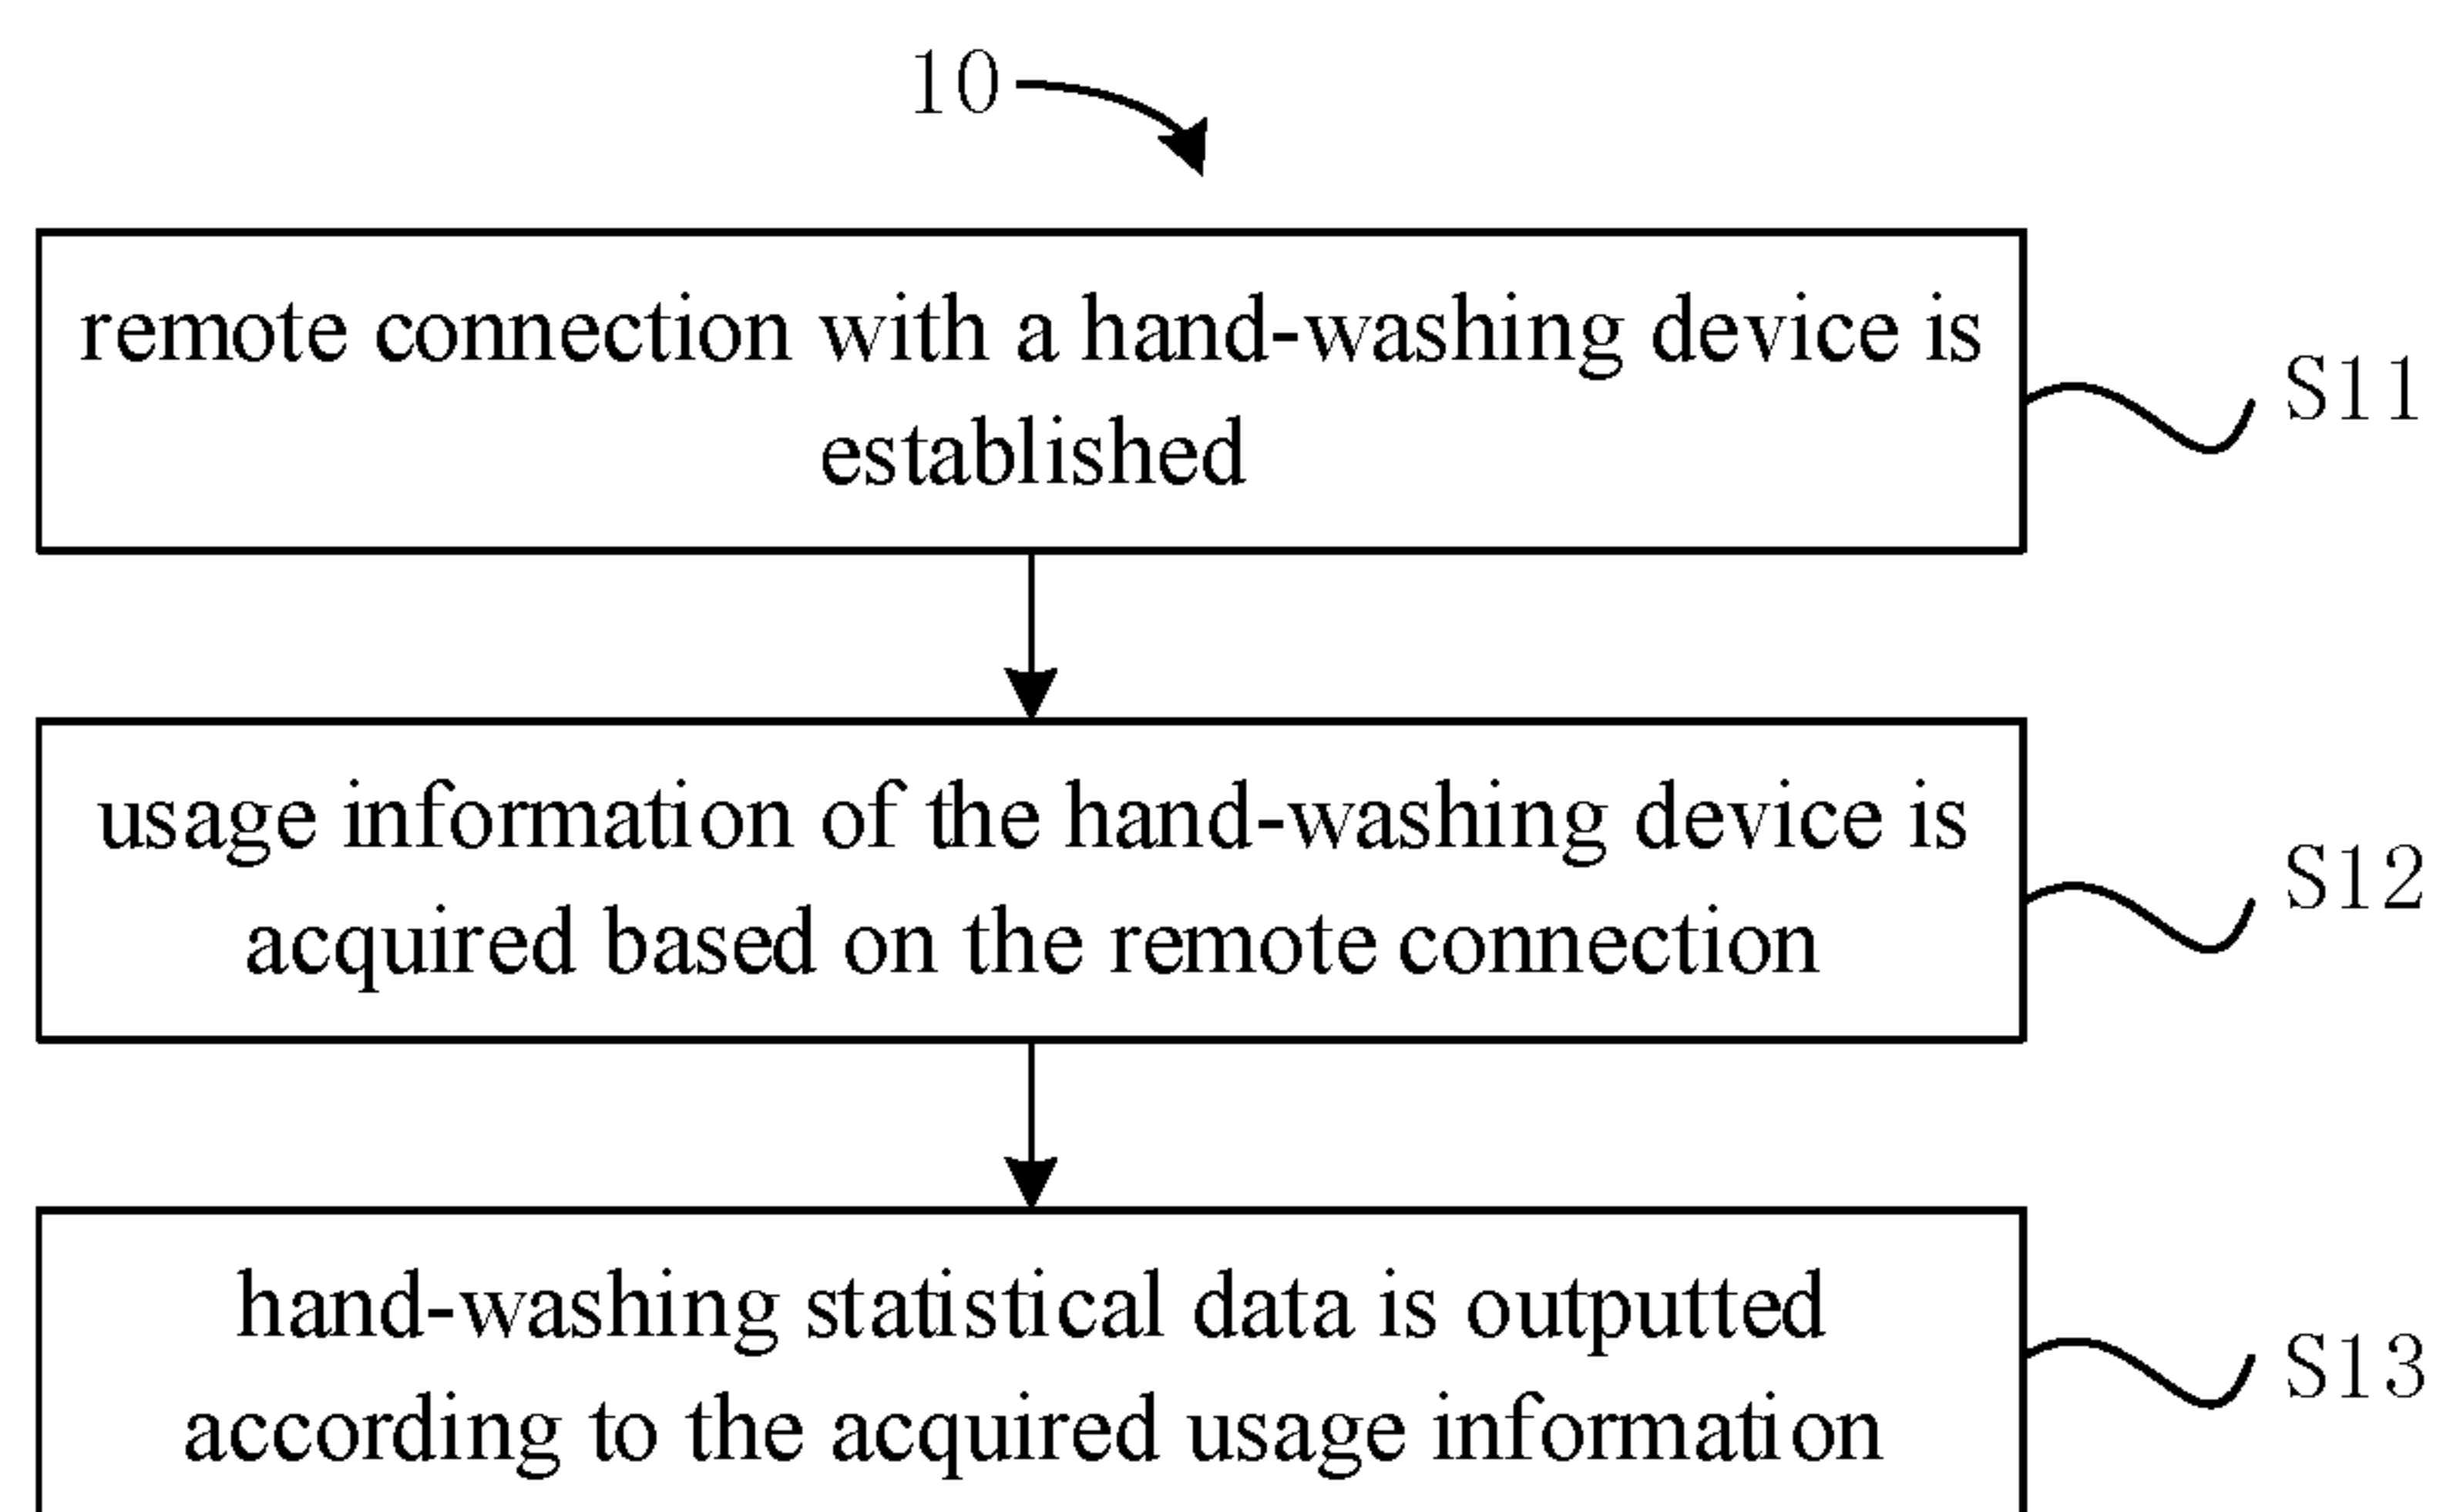 10
remote connection with a hand-washing device is
established
S11
usage information of the hand-washing device is
acquired based on the remote connection
S12
hand-washing statistical data is outputted
according to the acquired usage information
S13